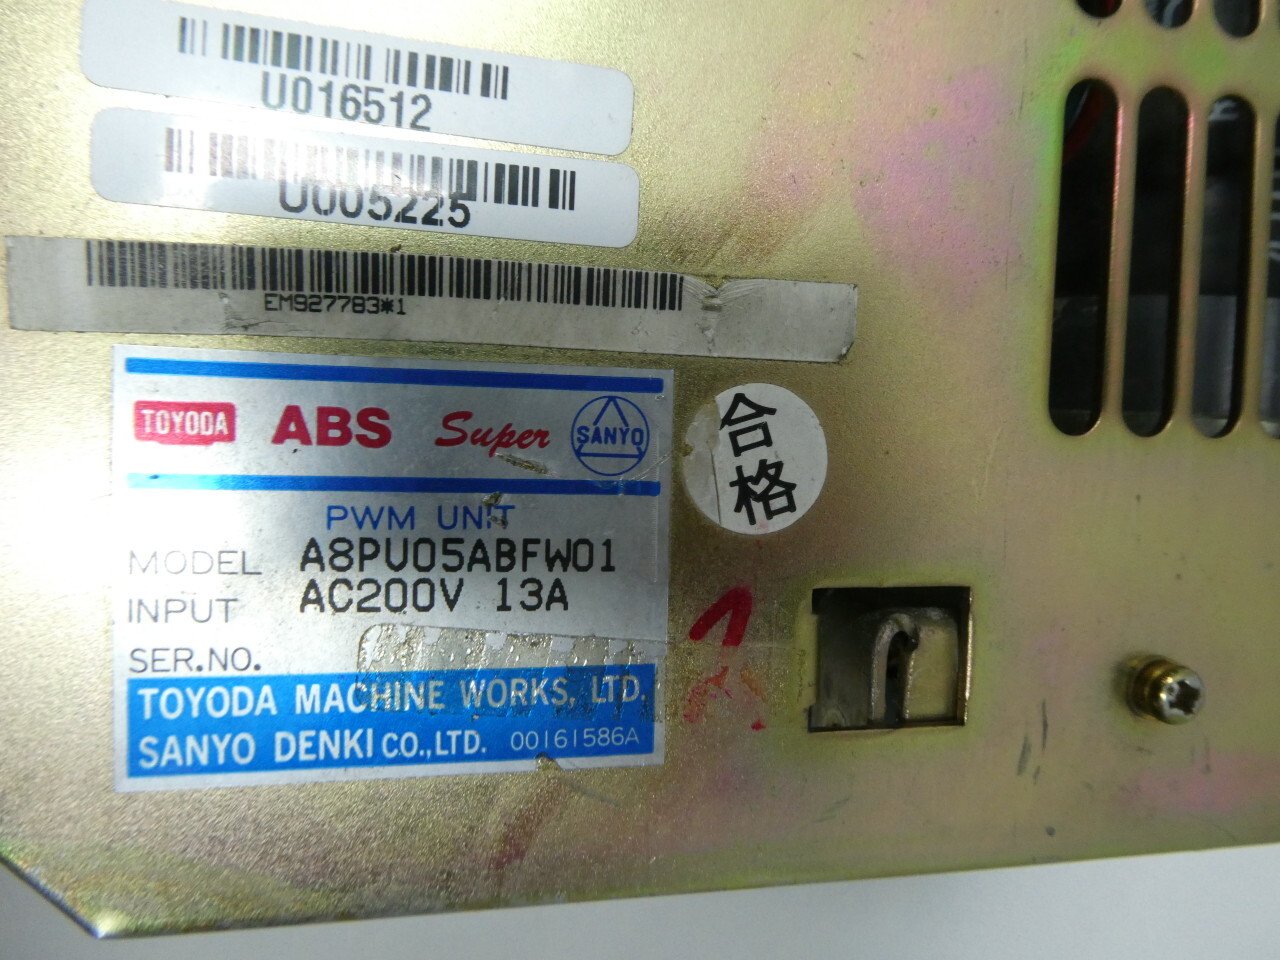 U016512
U005225
EM927783*1
TOYODA ABS Super SANYO
合格
PWM UNIT
MODEL A8PU05ABFW01
INPUT AC200V 13A
SER.NO.
TOYODA MACHINE WORKS, LTD.
SANYO DENKI CO.,LTD. 00161586A